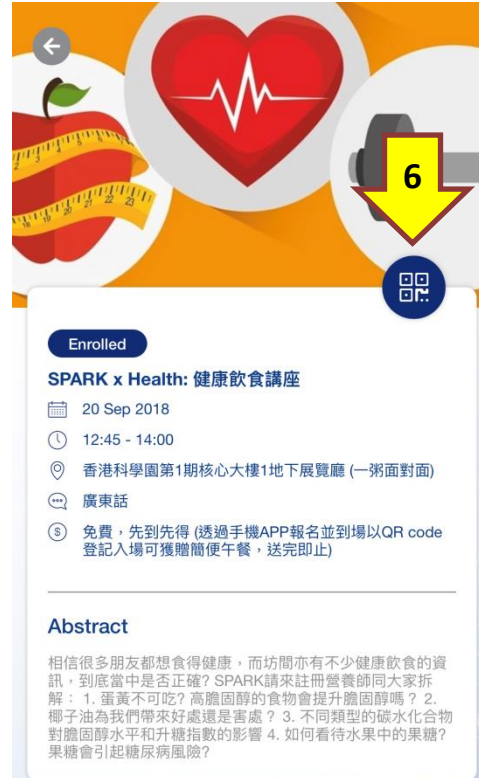 6
Enrolled
SPARK x Health: 健康飲食講座
20 Sep 2018
12:45 - 14:00
香港科學園第1期核心大樓1地下展覽廳 (一粥面對面)
廣東話
免費，先到先得 (透過手機APP報名並到場以QR code
登記入場可獲贈簡便午餐，送完即止)
Abstract
相信很多朋友都想食得健康，而坊間亦有不少健康飲食的資
訊，到底當中是否正確? SPARK請來註冊營養師同大家拆
解： 1. 蛋黃不可吃? 高膽固醇的食物會提升膽固醇嗎？ 2.
椰子油為我們帶來好處還是害處？ 3. 不同類型的碳水化合物
對膽固醇水平和升糖指數的影響 4. 如何看待水果中的果糖?
果糖會引起糖尿病風險?